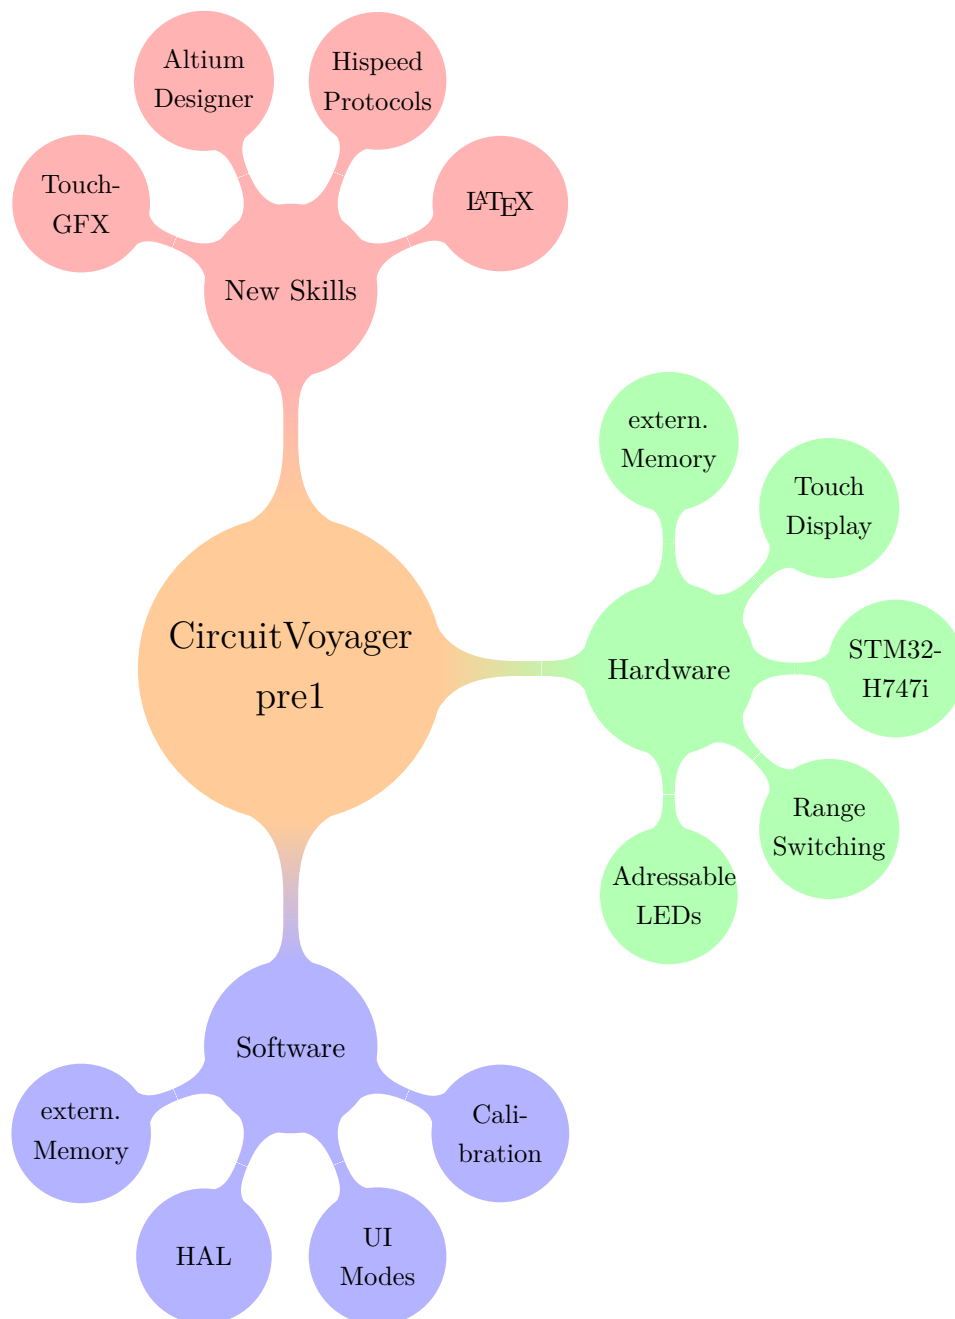 Altium
Designer
Hispeed
Protocols
Touch-
GFX
LATEX
New Skills
extern.
Memory
Touch
Display
CircuitVoyager
pre1
Hardware
STM32-
H747i
Range
Switching
Adressable
LEDs
Software
extern.
Memory
Cali-
bration
HAL
UI
Modes